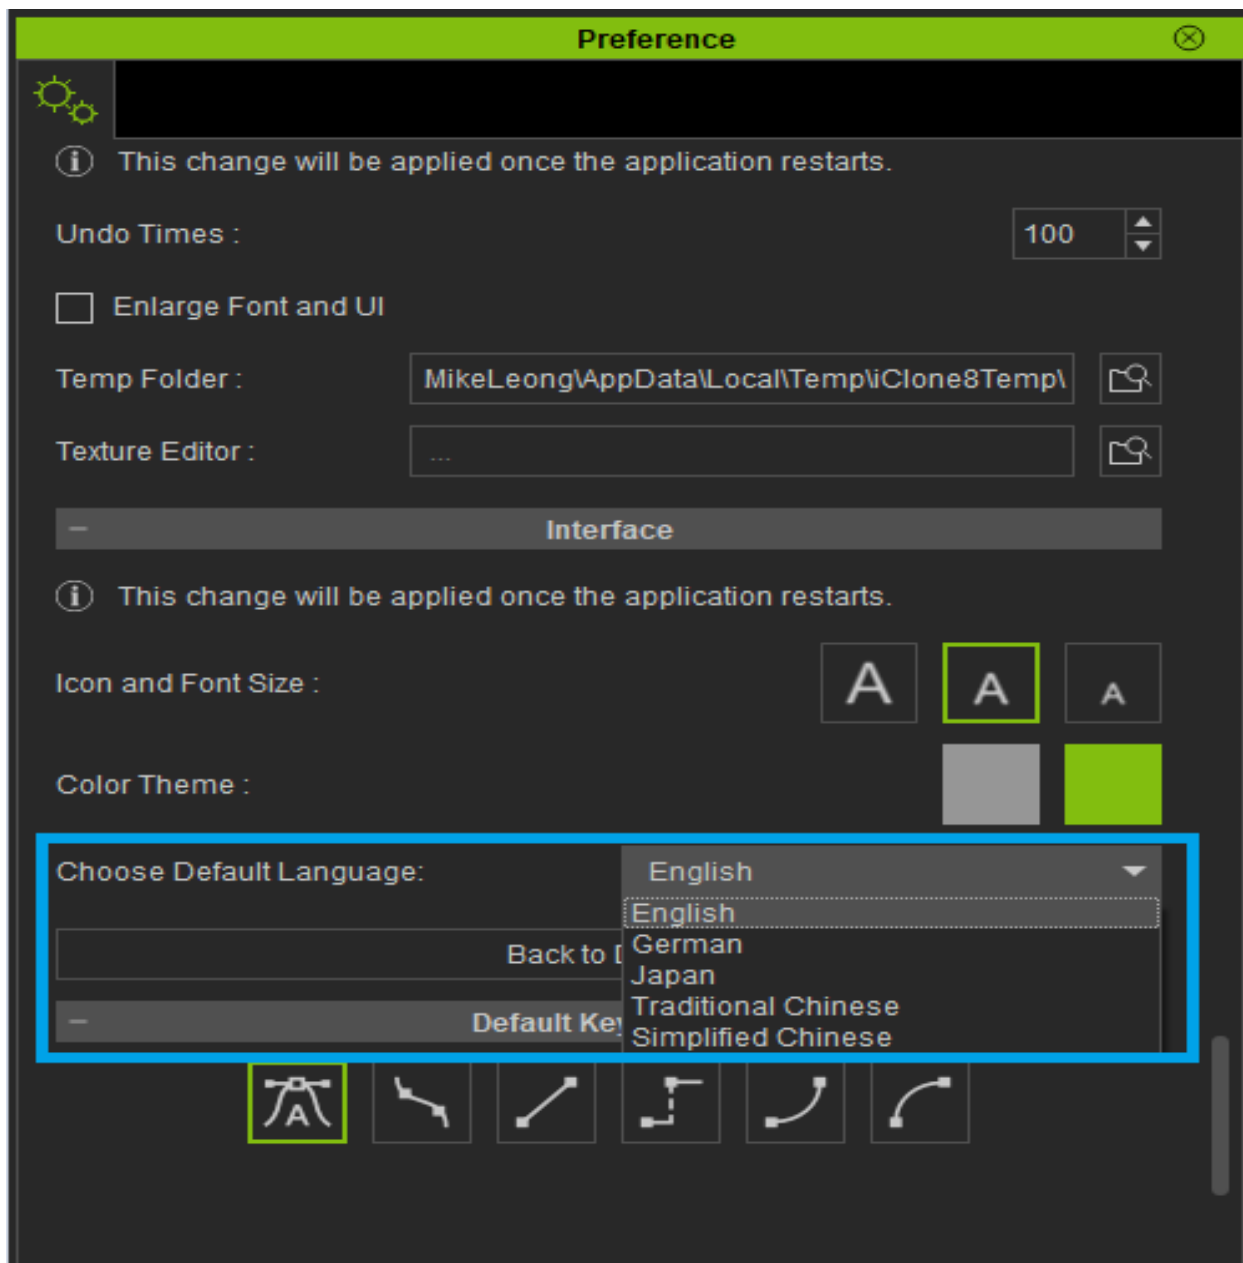 Preference
This change will be applied once the application restarts.
Undo Times : 100
Enlarge Font and UI
Temp Folder : MikeLeong\AppData\Local\Temp\iClone8Temp\
Texture Editor : ...
Interface
This change will be applied once the application restarts.
Icon and Font Size : A A A
Color Theme :
Choose Default Language: English
English
German
Back to
Japan
Traditional Chinese
Default Key
Simplified Chinese
A